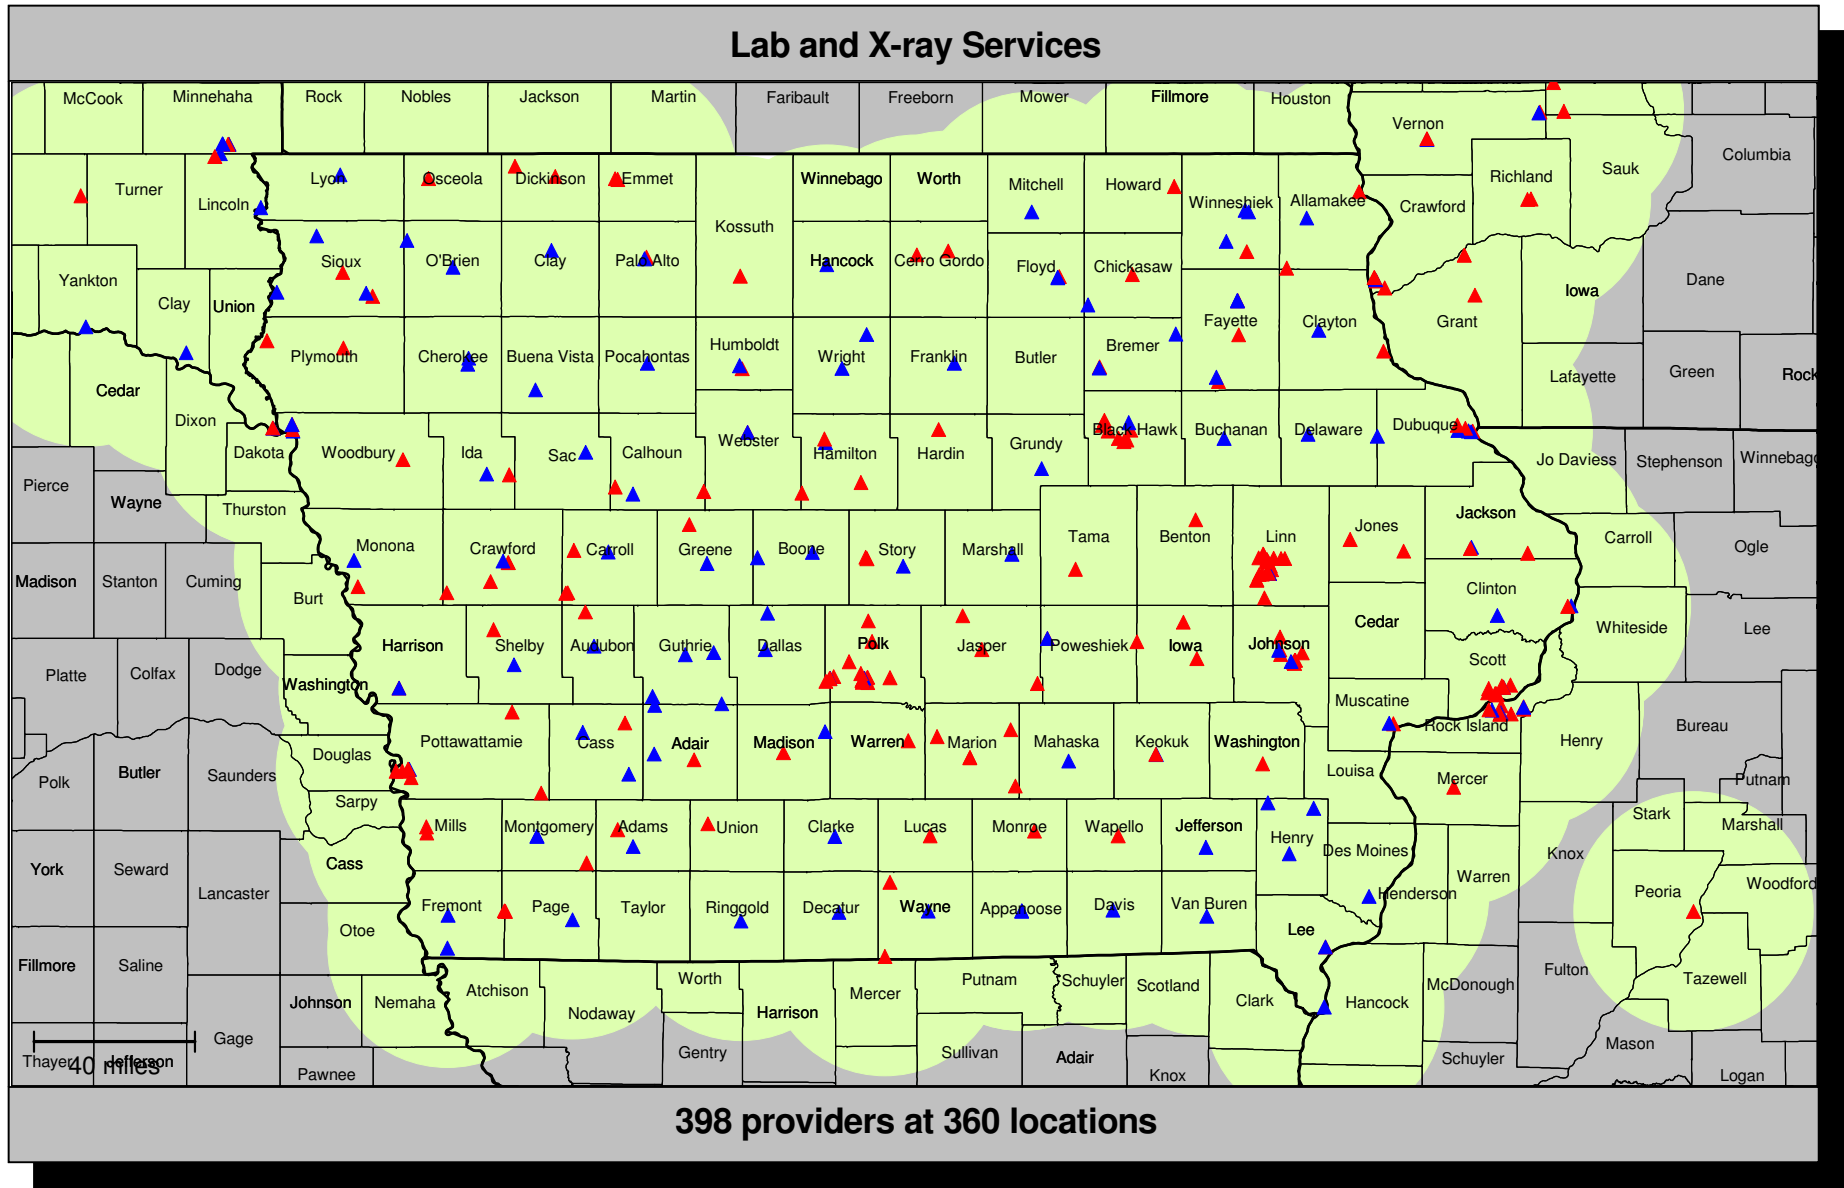 Lab and X-ray Services
McCook Minnehaha Rock Nobles Jackson Martin Faribault Freeborn Mower Fillmore Houston
Vernon
Columbia
Sauk
Richland
Turner Lyon Osceola Dickinson Emmet Winnebago Worth Mitchell Howard
Lincoln Winneshiek Allamakee Crawford
Kossuth
Sioux O'Brien Clay Palo Alto Hancock Cerro Gordo Floyd Chickasaw
Yankton Dane
Clay Union Iowa
Fayette Clayton Grant
Plymouth Cherokee Buena Vista Pocahontas Humboldt Wright Franklin Butler Bremer
Cedar Lafayette Green Rock
Dixon
Webster Black Hawk Buchanan Delaware Dubuque
Dakota Woodbury Ida Sac Calhoun Hamilton Hardin Grundy
Jo Daviess Stephenson Winnebago
Pierce
Wayne
Thurston Jackson
Monona Crawford Carroll Greene Boone Story Marshall Tama Benton Linn Jones Carroll
Ogle
Madison Stanton Cuming
Burt Clinton
Harrison Shelby Audubon Guthrie Dallas Polk Jasper Poweshiek Iowa Johnson Cedar Whiteside Lee
Scott
Platte Colfax Dodge
Washington Muscatine
Rock Island Bureau
Pottawattamie Cass Adair Madison Warren Marion Mahaska Keokuk Washington Henry
Douglas
Polk Butler Saunders Louisa Mercer Putnam
Sarpy
Mills Montgomery Adams Union Clarke Lucas Monroe Wapello Jefferson Henry Stark Marshall
Des Moines Knox
York Seward Cass
Lancaster Warren Peoria Woodford
Henderson
Fremont Page Taylor Ringgold Decatur Wayne Appanoose Davis Van Buren
Otoe Lee
Fillmore Saline Fulton
Worth Putnam Schuyler Scotland McDonough Tazewell
Johnson Nemaha Atchison Nodaway Harrison Mercer Clark Hancock
Gage Mason
Gentry Sullivan Adair Schuyler
Thayer Jefferson
40 miles
Pawnee Knox Logan
398 providers at 360 locations